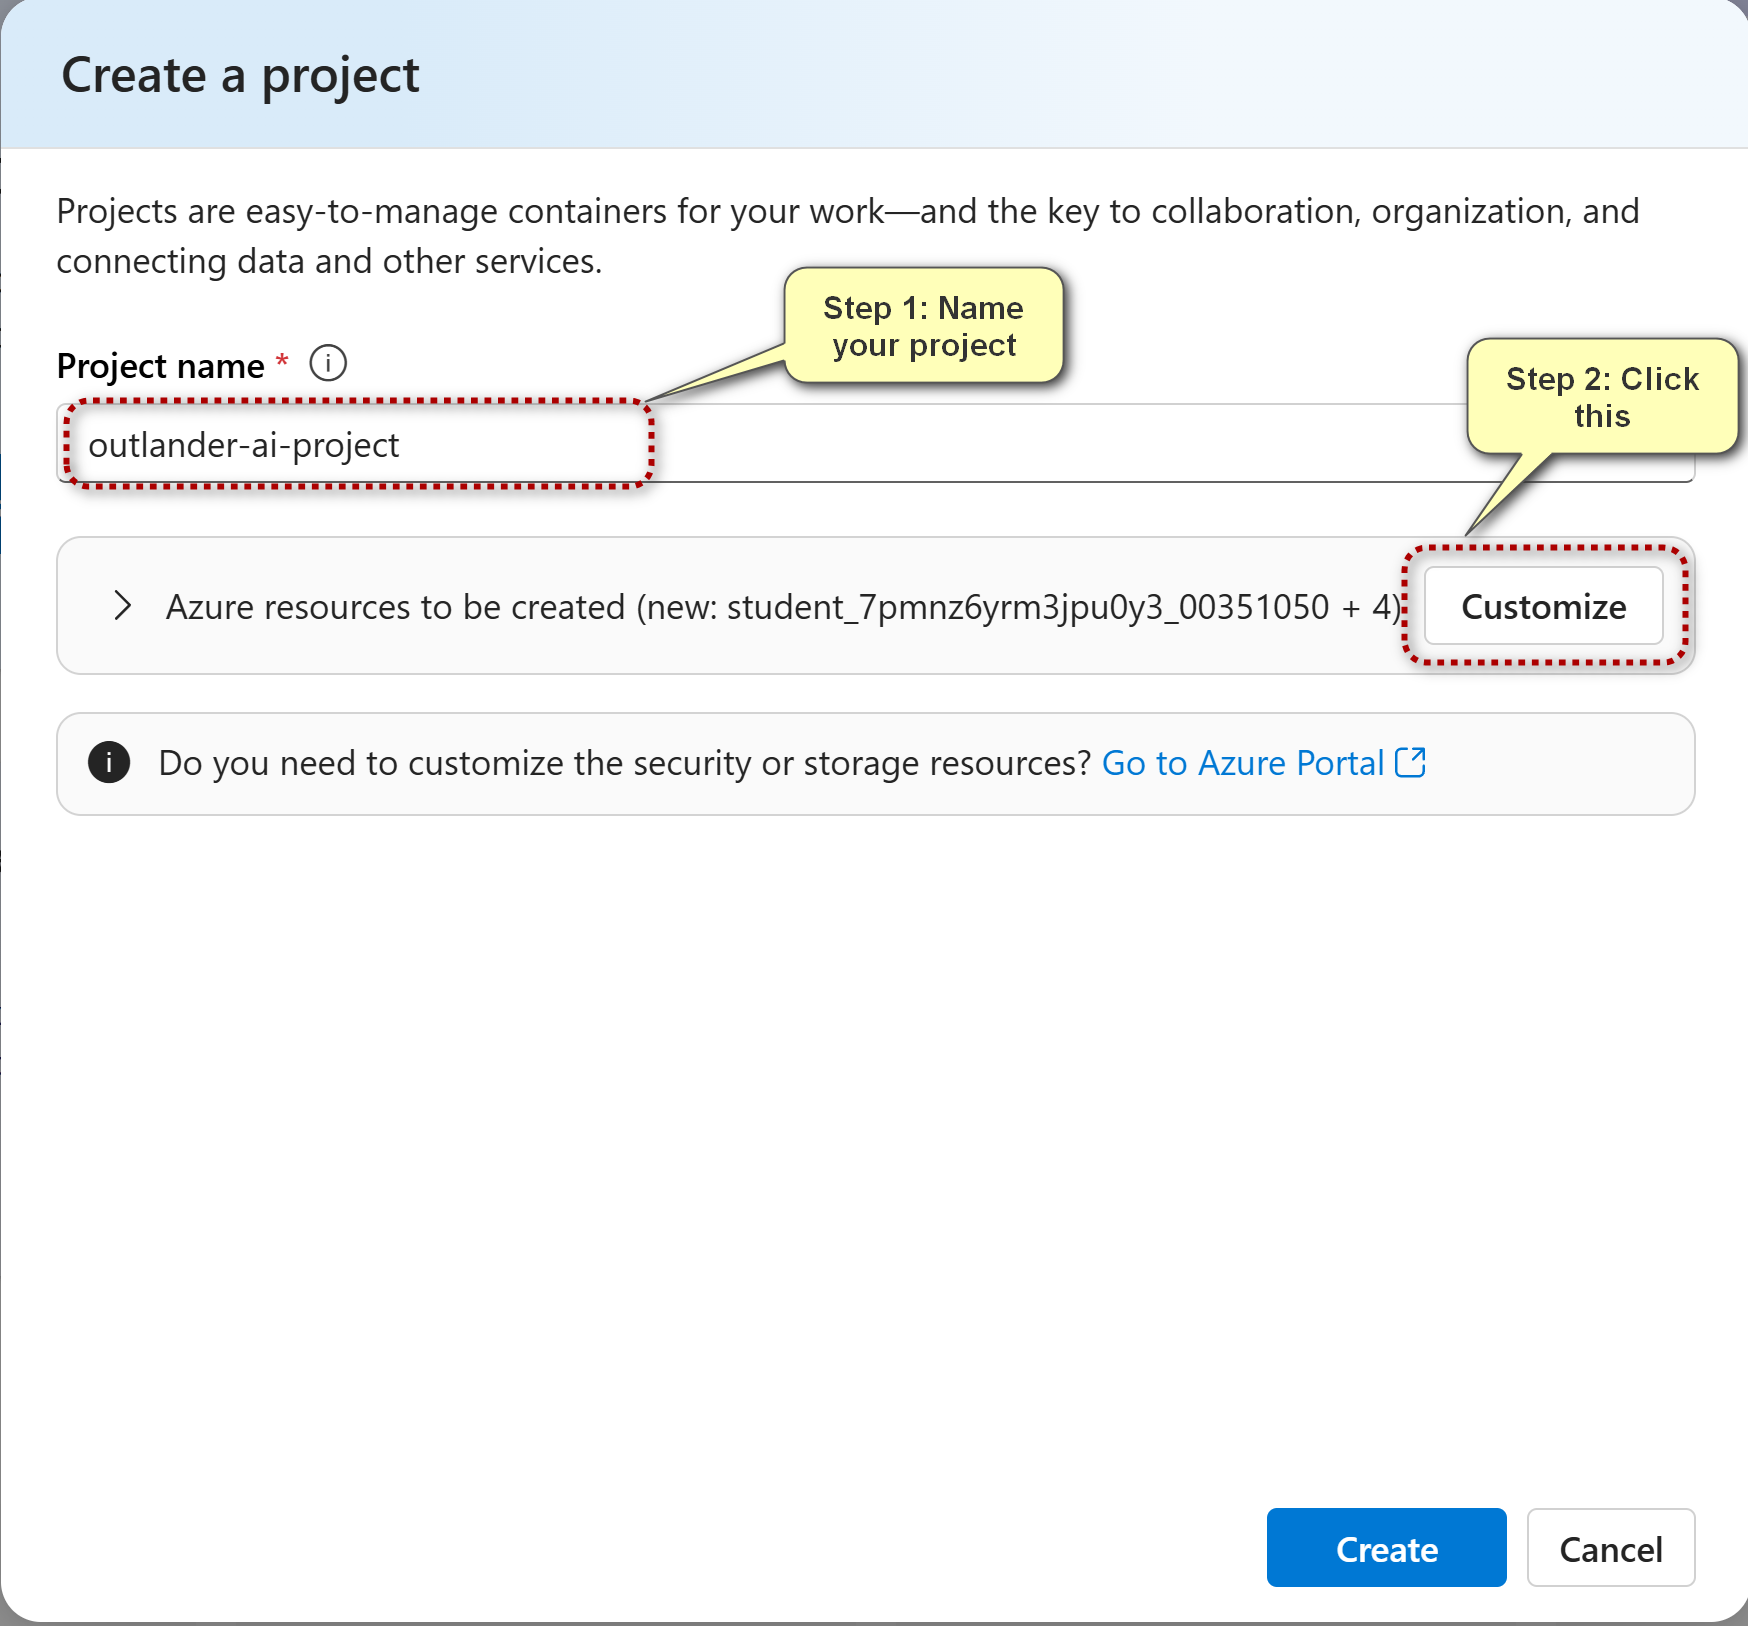 Create a project
Projects are easy-to-manage containers for your work—and the key to collaboration, organization, and
connecting data and other services.
Step 1: Name
your project
Project name *
Step 2: Click
this
outlander-ai-project
Azure resources to be created (new: student_7pmnz6yrm3jpu0y3_00351050 + 4)
Customize
Do you need to customize the security or storage resources? Go to Azure Portal
Create
Cancel